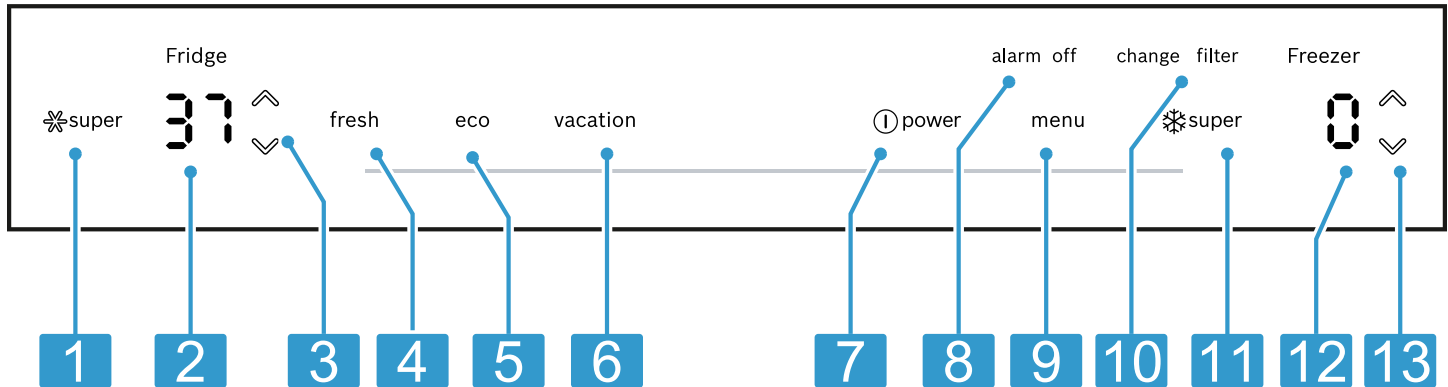 Fridge alarm off change filter Freezer
super 37 fresh eco vacation power menu super 0
1 2 3 4 5 6 7 8 9 10 11 12 13